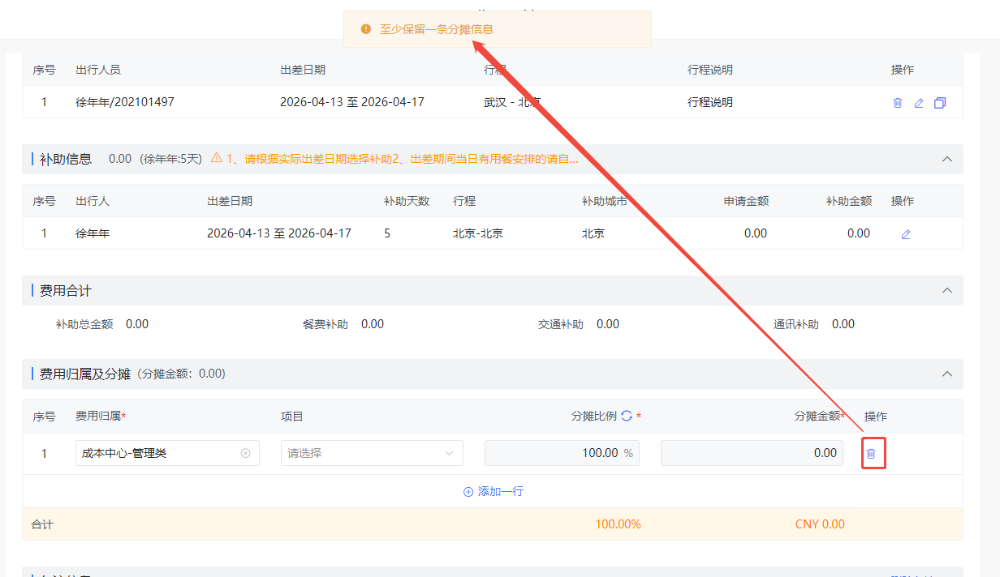 至少保留一条分摊信息
序号 出行人员 出差日期 行程 行程说明 操作
1 徐年年/202101497 2026-04-13 至 2026-04-17 武汉 - 北京 行程说明
补助信息 0.00 (徐年年:5天) 1、请根据实际出差日期选择补助2、出差期间当日有用餐安排的请自...
序号 出行人 出差日期 补助天数 行程 补助城市 申请金额 补助金额 操作
1 徐年年 2026-04-13 至 2026-04-17 5 北京-北京 北京 0.00 0.00
费用合计
补助总金额 0.00 餐费补助 0.00 交通补助 0.00 通讯补助 0.00
费用归属及分摊 (分摊金额：0.00)
序号 费用归属* 项目 分摊比例 * 分摊金额* 操作
1 成本中心-管理类 请选择 100.00 % 0.00
添加一行
合计 100.00% CNY 0.00